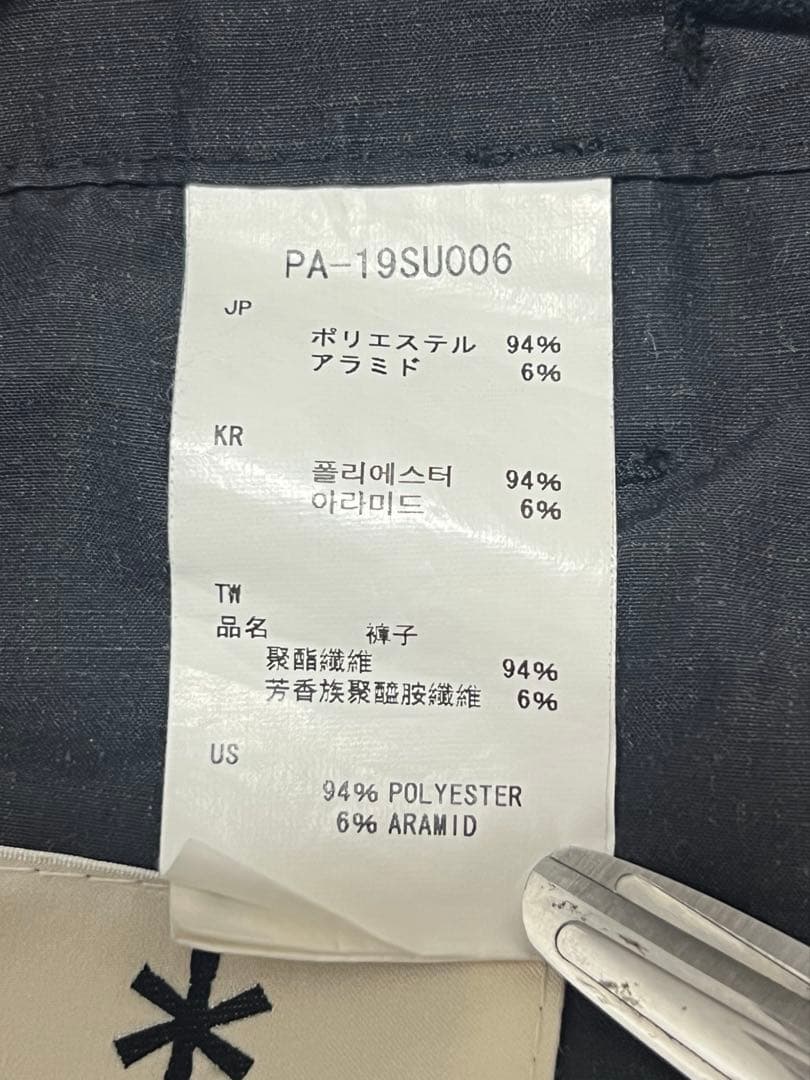 PA-19SU006
JP
ポリエステル 94%
アラミド 6%
KR
폴리에스터 94%
아라미드 6%
TW
品名 褲子
聚酯纖維 94%
芳香族聚醯胺纖維 6%
US
94% POLYESTER
6% ARAMID